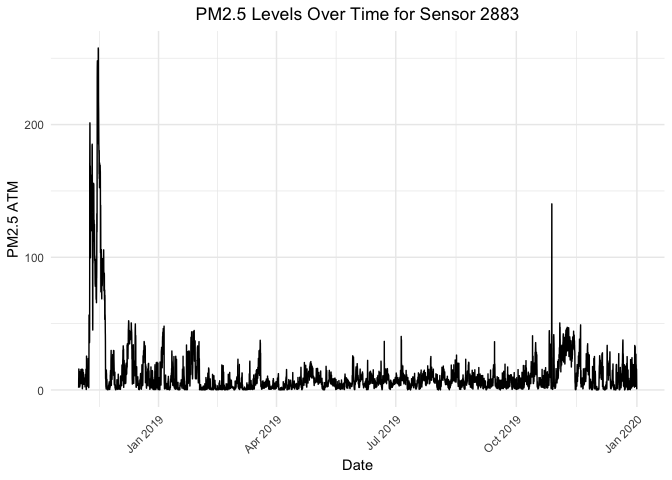 PM2.5 Levels Over Time for Sensor 2883
PM2.5 ATM
200
100
0
Jan 2019
Apr 2019
Jul 2019
Oct 2019
Jan 2020
Date